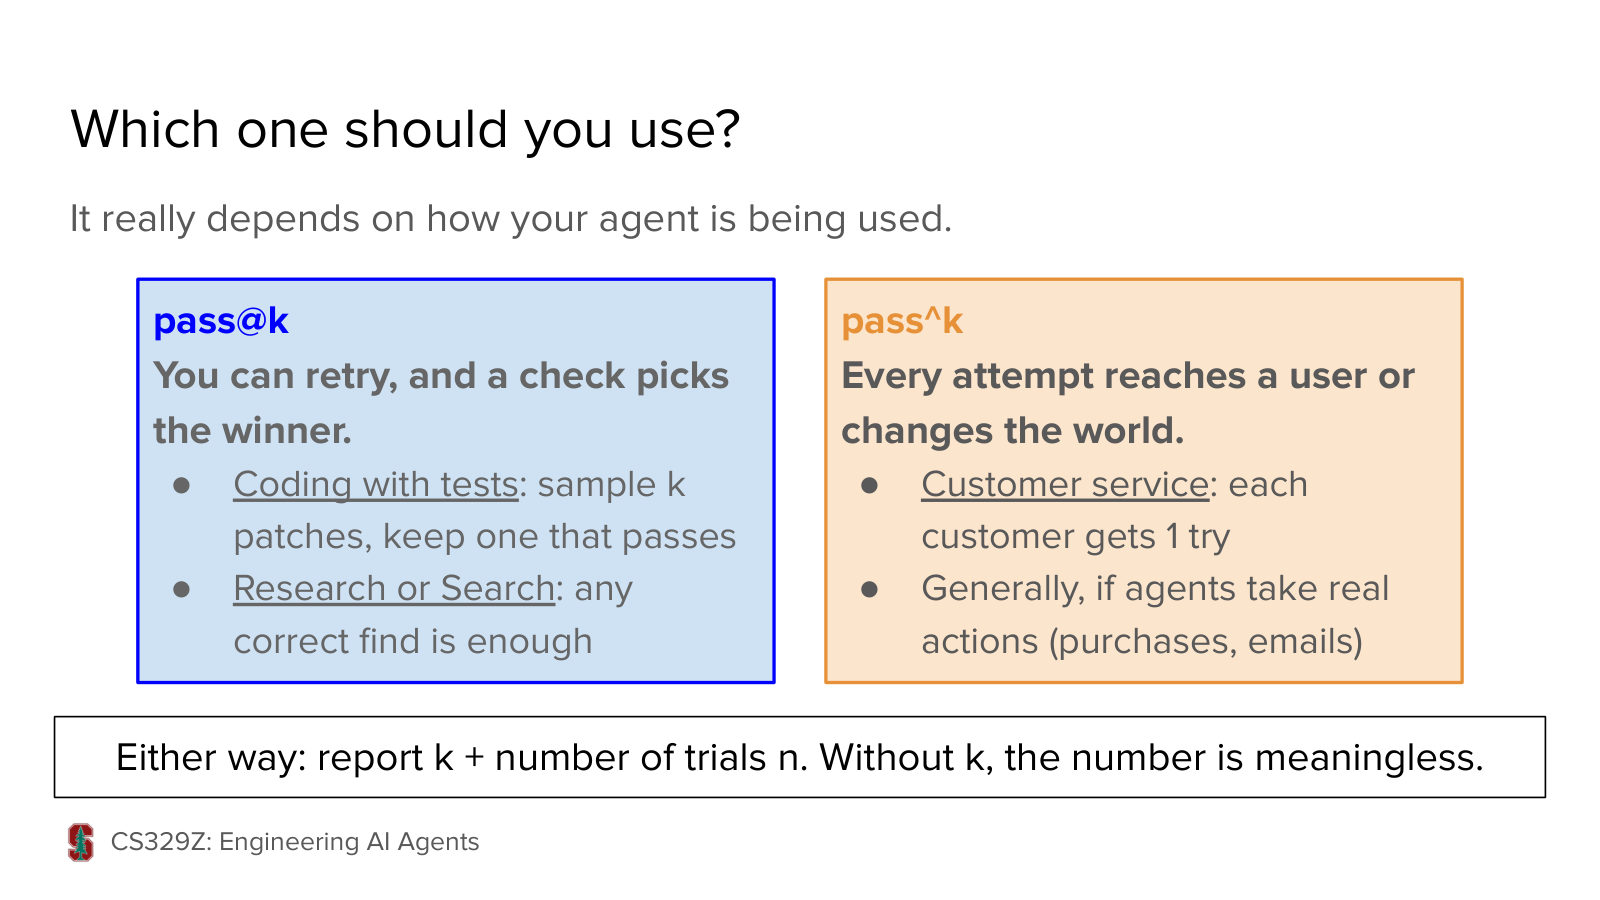 Which one should you use?
It really depends on how your agent is being used.
pass@k
You can retry, and a check picks
the winner.
● Coding with tests: sample k
patches, keep one that passes
● Research or Search: any
correct find is enough
pass^k
Every attempt reaches a user or
changes the world.
● Customer service: each
customer gets 1 try
● Generally, if agents take real
actions (purchases, emails)
Either way: report k + number of trials n. Without k, the number is meaningless.
S
CS329Z: Engineering AI Agents